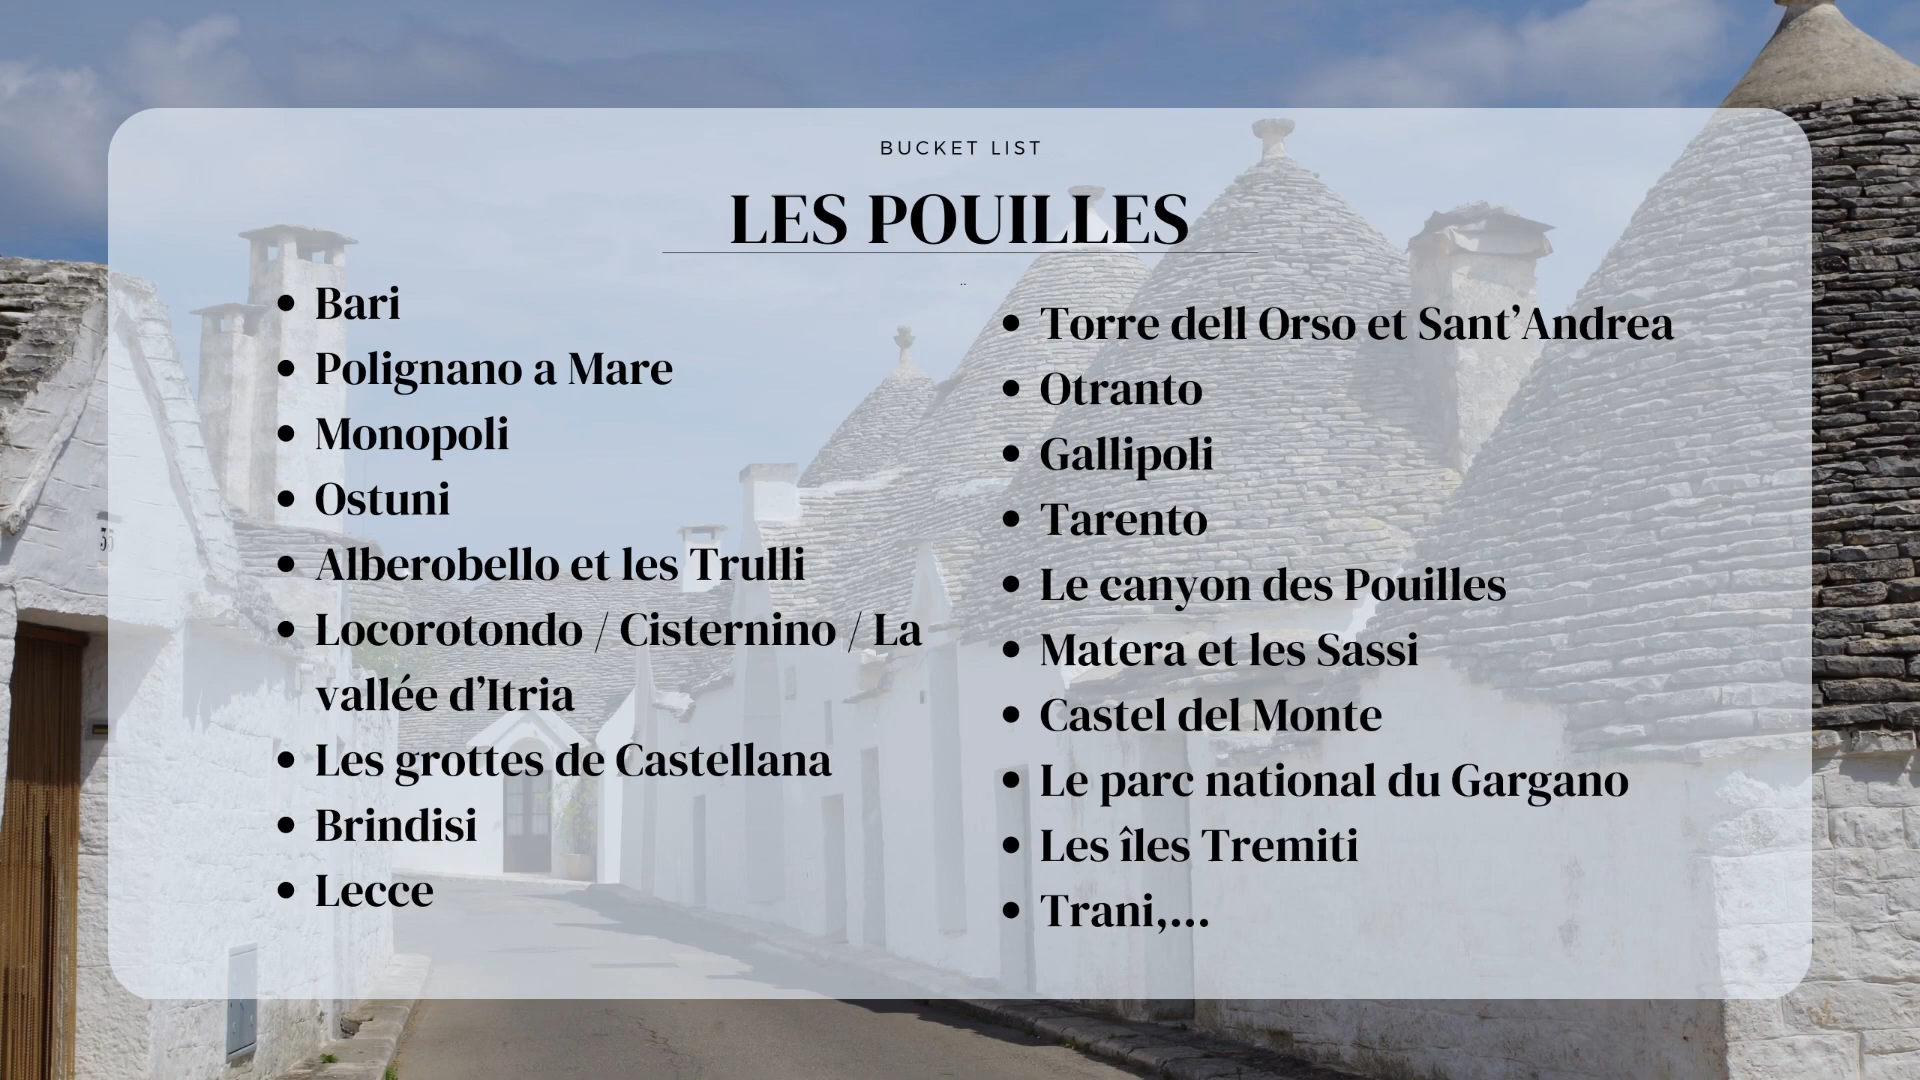 BUCKET LIST
LES POUILLES
..
• Bari
• Polignano a Mare
• Monopoli
• Ostuni
• Alberobello et les Trulli
• Locorotondo / Cisternino / La
vallée d’Itria
• Les grottes de Castellana
• Brindisi
• Lecce
• Torre dell Orso et Sant’Andrea
• Otranto
• Gallipoli
• Tarento
• Le canyon des Pouilles
• Matera et les Sassi
• Castel del Monte
• Le parc national du Gargano
• Les îles Tremiti
• Trani,...